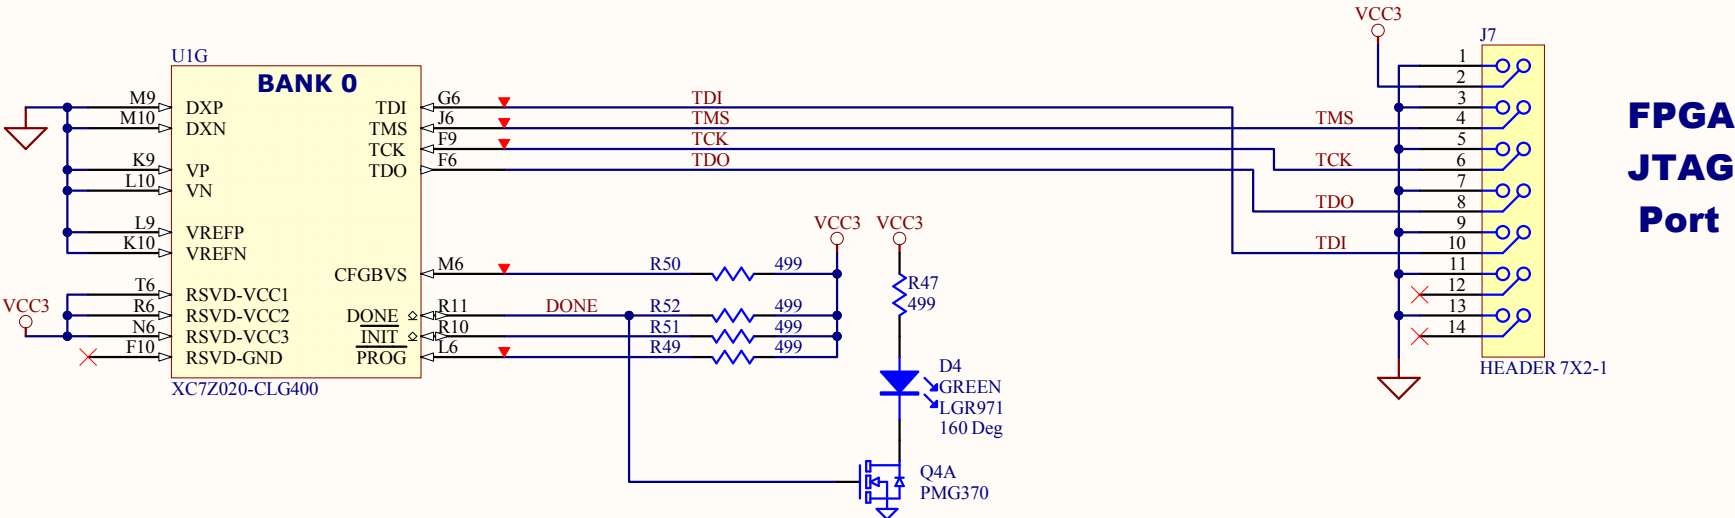 VCC3
J7
U1G
BANK 0
M9 DXP
M10 DXN
K9 VP
L10 VN
L9 VREFP
K10 VREFN
T6 RSVD-VCC1
R6 RSVD-VCC2
N6 RSVD-VCC3
F10 RSVD-GND
VCC3
TDI G6
TMS J6
TCK F9
TDO F6
CFGBVS M6
DONE R11
INIT R10
PROG L6
XC7Z020-CLG400
TDI
TMS
TCK
TDO
DONE
R50 499
R52 499
R51 499
R49 499
VCC3
VCC3
R47
499
D4
GREEN
LGR971
160 Deg
Q4A
PMG370
TMS
TCK
TDO
TDI
1
2
3
4
5
6
7
8
9
10
11
12
13
14
HEADER 7X2-1
FPGA
JTAG
Port